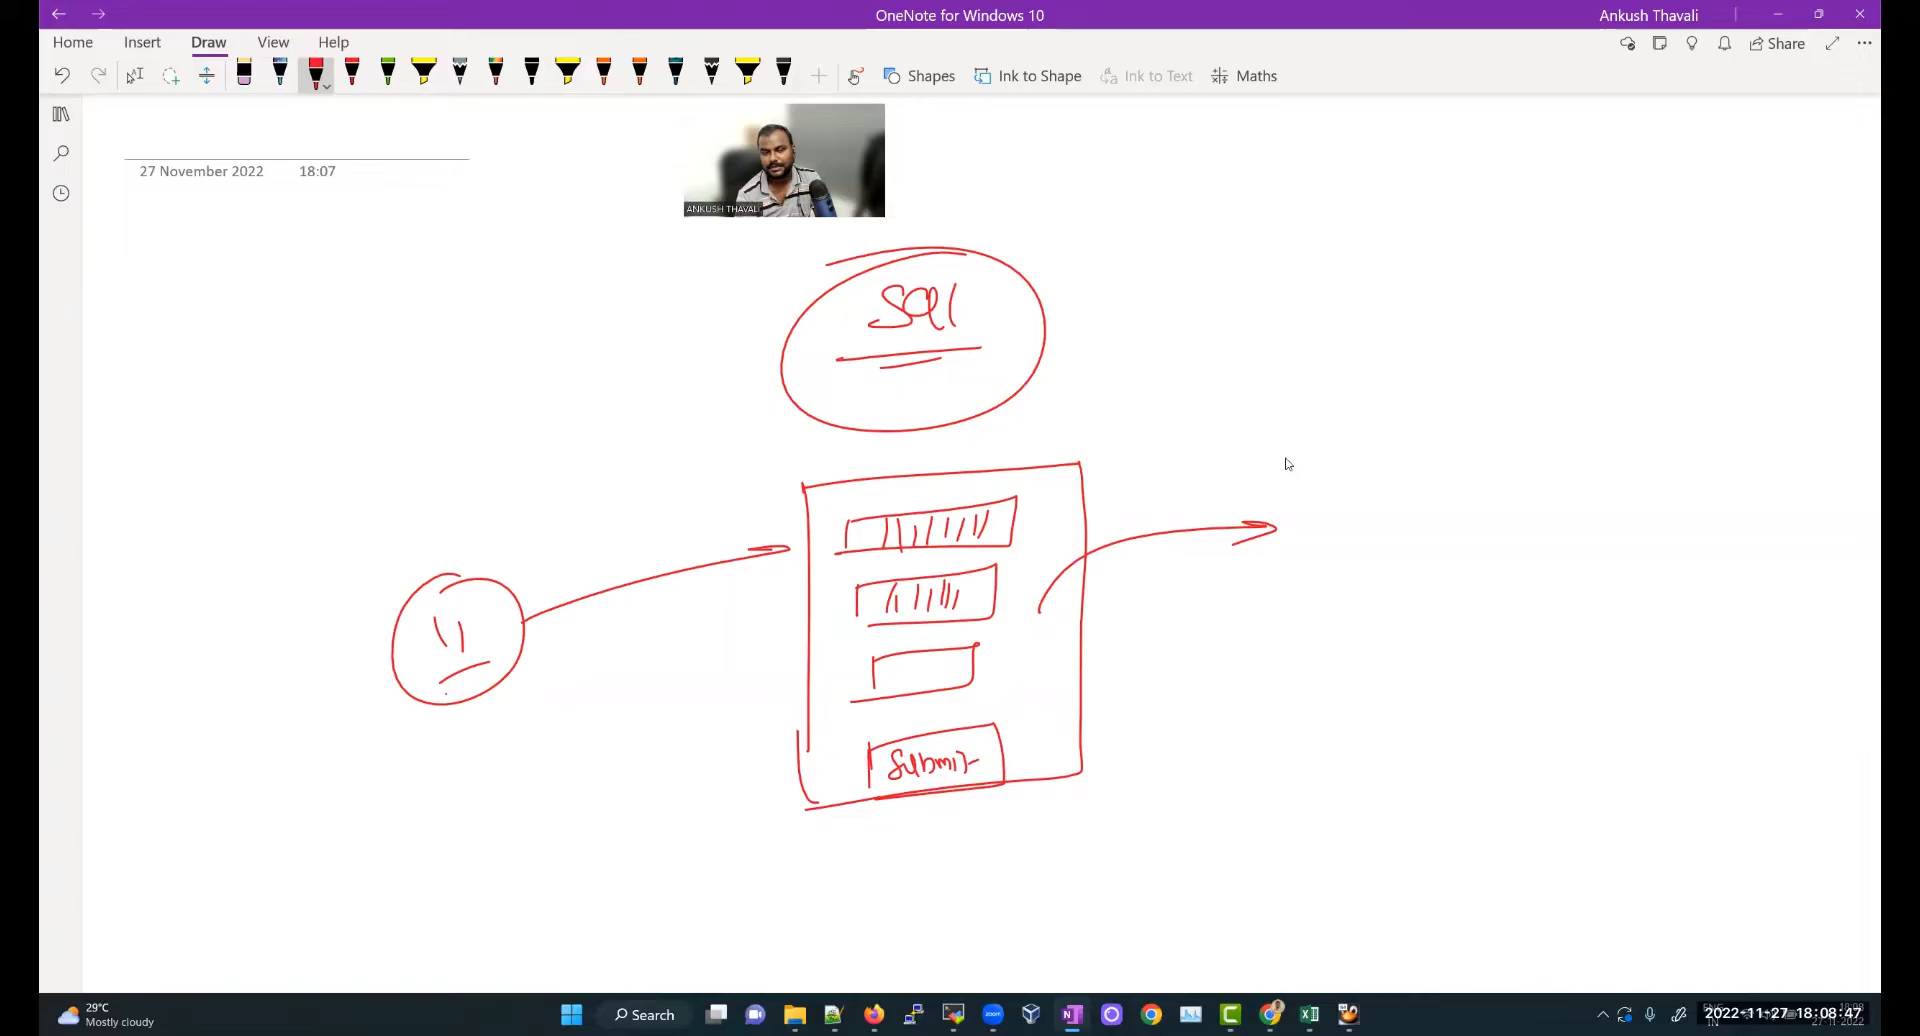 OneNote for Windows 10
Ankush Thavali
Home Insert Draw View Help
Share
Shapes Ink to Shape Ink to Text Maths
27 November 2022 18:07
ANKUSH THAVALI
SQl
Submit
29°C
Mostly cloudy
Search
zoom
2022-11-27 18:08:47